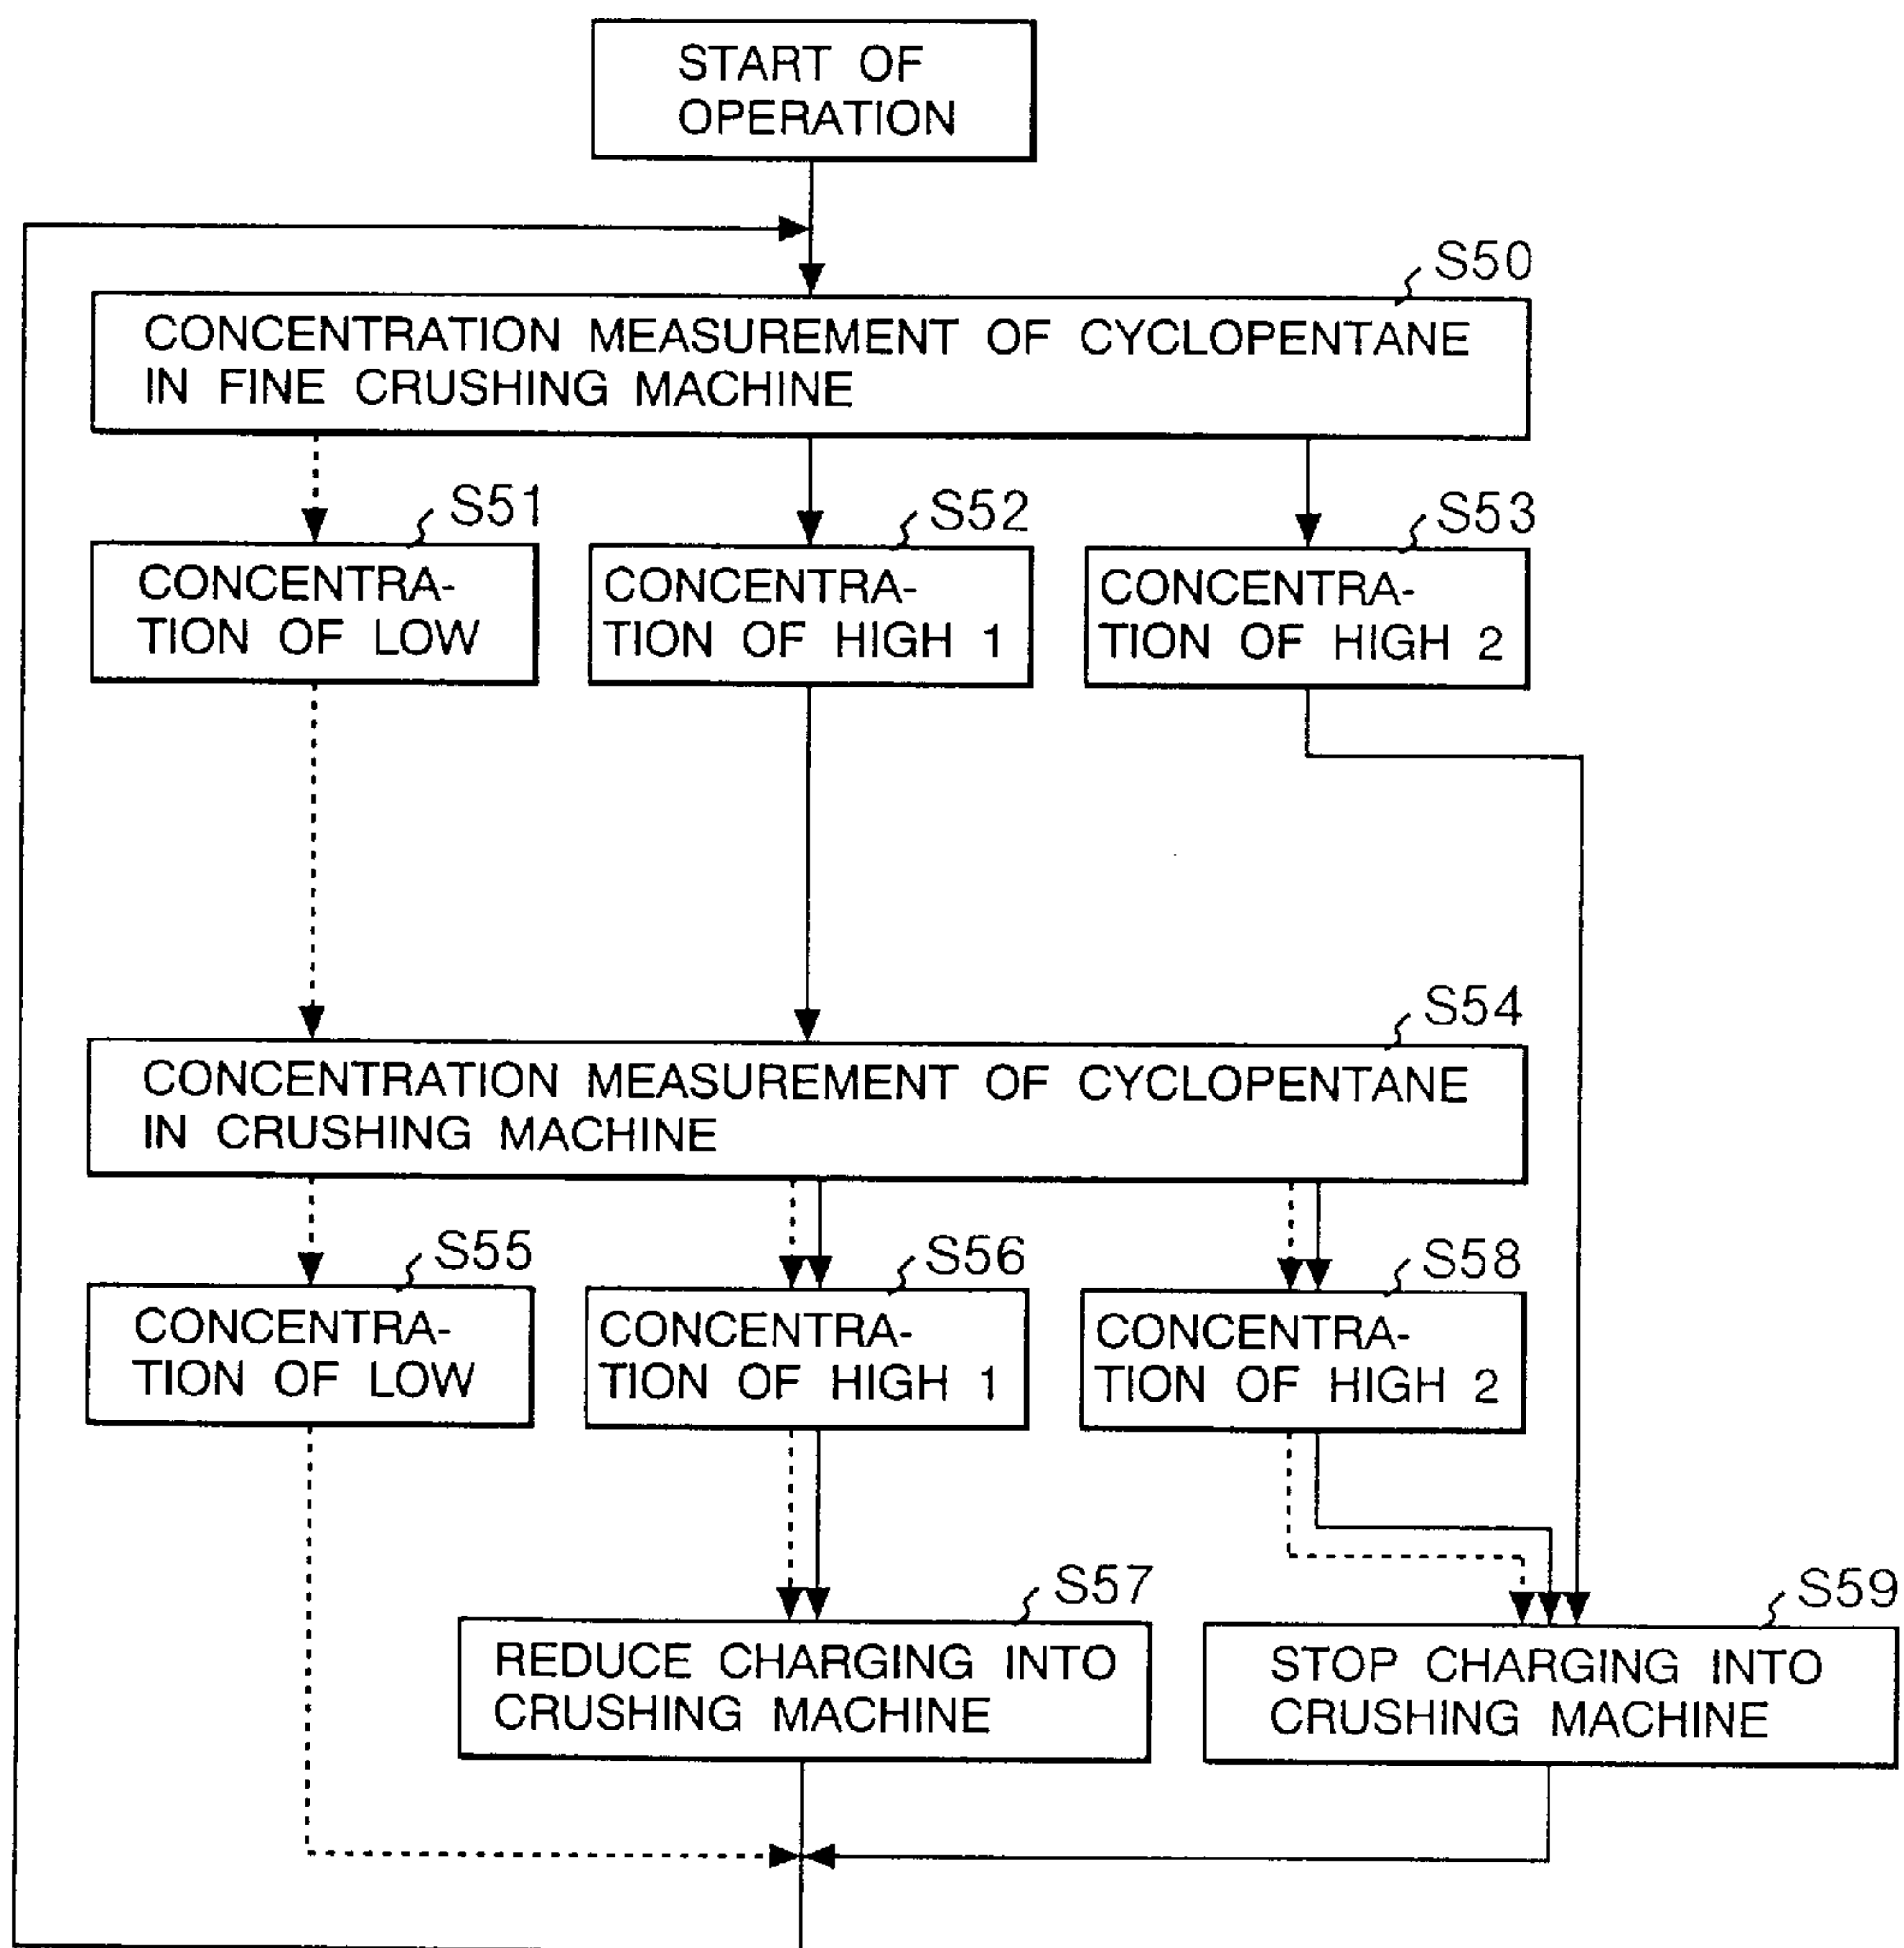 START OF
OPERATION
S50
CONCENTRATION MEASUREMENT OF CYCLOPENTANE
IN FINE CRUSHING MACHINE
S51
S52
S53
CONCENTRA-
TION OF LOW
CONCENTRA-
TION OF HIGH 1
CONCENTRA-
TION OF HIGH 2
S54
CONCENTRATION MEASUREMENT OF CYCLOPENTANE
IN CRUSHING MACHINE
S55
S56
S58
CONCENTRA-
TION OF LOW
CONCENTRA-
TION OF HIGH 1
CONCENTRA-
TION OF HIGH 2
S57
S59
REDUCE CHARGING INTO
CRUSHING MACHINE
STOP CHARGING INTO
CRUSHING MACHINE